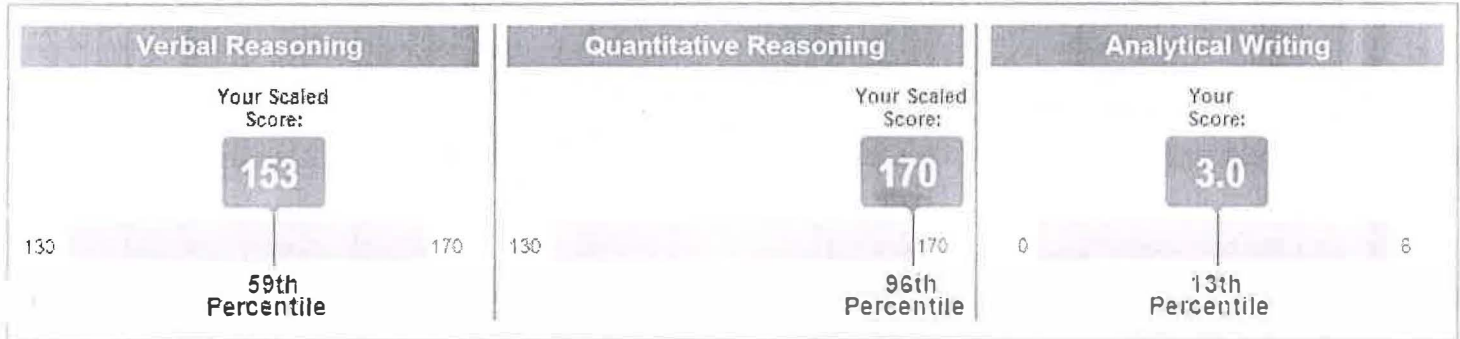 Verbal Reasoning
Your Scaled
Score:
153
130
170
59th
Percentile
Quantitative Reasoning
Your Scaled
Score:
170
130
170
96th
Percentile
Analytical Writing
Your
Score:
3.0
0
6
13th
Percentile